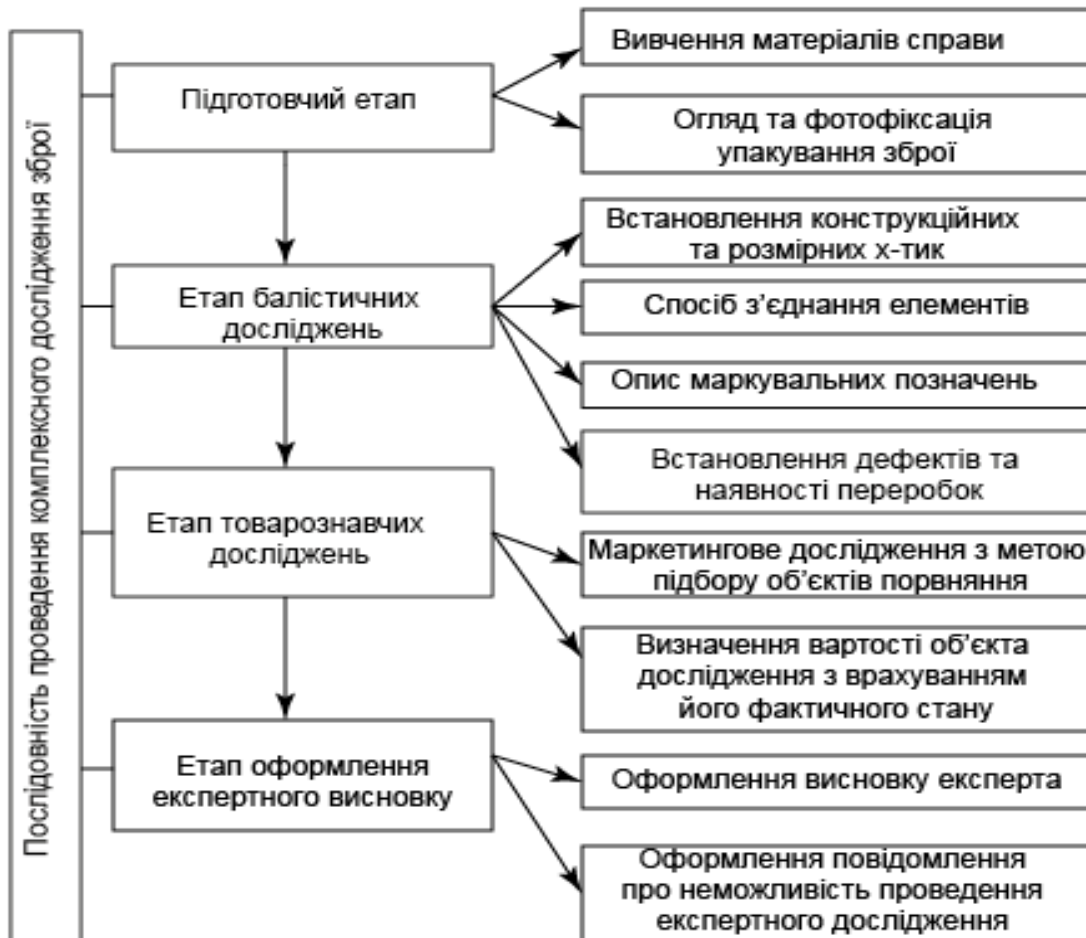 Послідовність проведення комплексного дослідження зброї
Підготовчий етап
Вивчення матеріалів справи
Огляд та фотофіксація
упакування зброї
Етап балістичних
досліджень
Встановлення конструкційних
та розмірних х-тик
Спосіб з’єднання елементів
Опис маркувальних позначень
Встановлення дефектів та
наявності переробок
Етап товарознавчих
досліджень
Маркетингове дослідження з метою
підбору об’єктів порвняння
Визначення вартості об’єкта
дослідження з врахуванням
його фактичного стану
Етап оформлення
експертного висновку
Оформлення висновку експерта
Оформлення повідомлення
про неможливість проведення
експертного дослідження